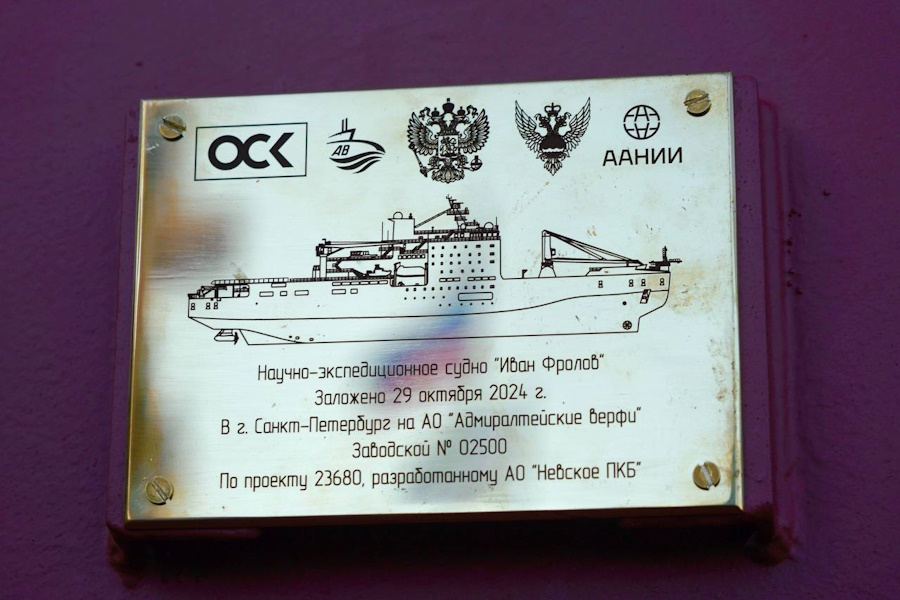 ОСК
АВ
ААНИИ
Научно-экспедиционное судно "Иван Фролов"
Заложено 29 октября 2024 г.
В г. Санкт-Петербург на АО "Адмиралтейские верфи"
Заводской № 02500
По проекту 23680, разработанному АО "Невское ПКБ"